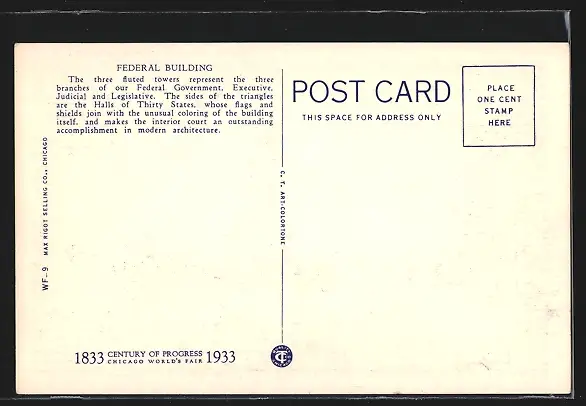 FEDERAL BUILDING
The three fluted towers represent the three
branches of our Federal Government, Executive,
Judicial and Legislative. The sides of the triangles
are the Halls of Thirty States, whose flags and
shields join with the unusual coloring of the building
itself, and makes the interior court an outstanding
accomplishment in modern architecture.
POST CARD
THIS SPACE FOR ADDRESS ONLY
PLACE
ONE CENT
STAMP
HERE
WF-9 MAX RIGOT SELLING CO., CHICAGO
C. T. ART-COLORTONE
1833 CENTURY OF PROGRESS 1933
CHICAGO WORLD'S FAIR